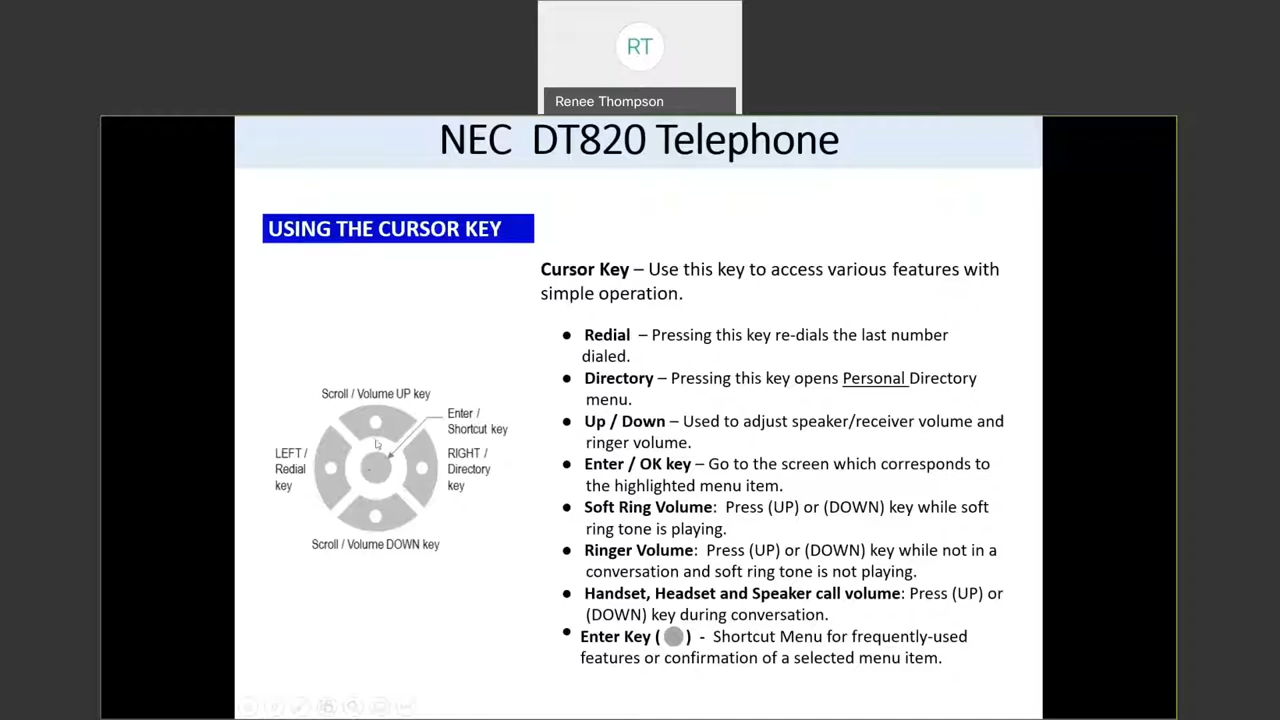 RT
Renee Thompson
NEC DT820 Telephone
USING THE CURSOR KEY
Cursor Key – Use this key to access various features with
simple operation.
● Redial – Pressing this key re-dials the last number
dialed.
● Directory – Pressing this key opens Personal Directory
menu.
● Up / Down – Used to adjust speaker/receiver volume and
ringer volume.
● Enter / OK key – Go to the screen which corresponds to
the highlighted menu item.
● Soft Ring Volume: Press (UP) or (DOWN) key while soft
ring tone is playing.
● Ringer Volume: Press (UP) or (DOWN) key while not in a
conversation and soft ring tone is not playing.
● Handset, Headset and Speaker call volume: Press (UP) or
(DOWN) key during conversation.
● Enter Key ( ) - Shortcut Menu for frequently-used
features or confirmation of a selected menu item.
Scroll / Volume UP key
Enter /
Shortcut key
LEFT /
Redial
key
RIGHT /
Directory
key
Scroll / Volume DOWN key